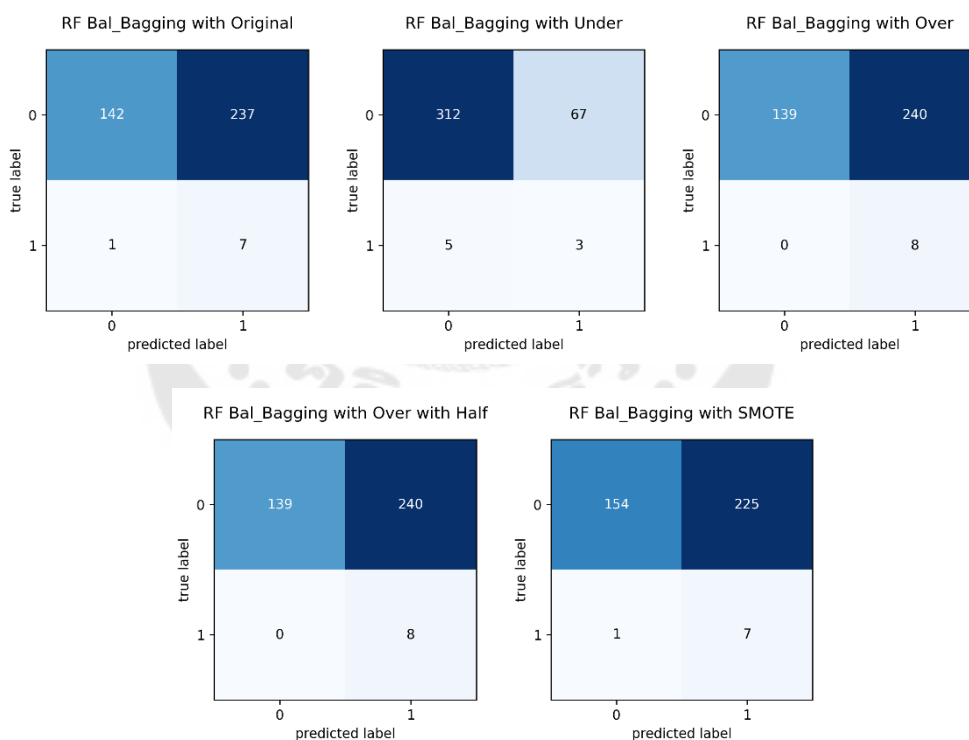 RF Bal_Bagging with Original
0
142
237
true label
1
1
7
0
1
predicted label
RF Bal_Bagging with Under
0
312
67
true label
1
5
3
0
1
predicted label
RF Bal_Bagging with Over
0
139
240
true label
1
0
8
0
1
predicted label
RF Bal_Bagging with Over with Half
0
139
240
true label
1
0
8
0
1
predicted label
RF Bal_Bagging with SMOTE
0
154
225
true label
1
1
7
0
1
predicted label